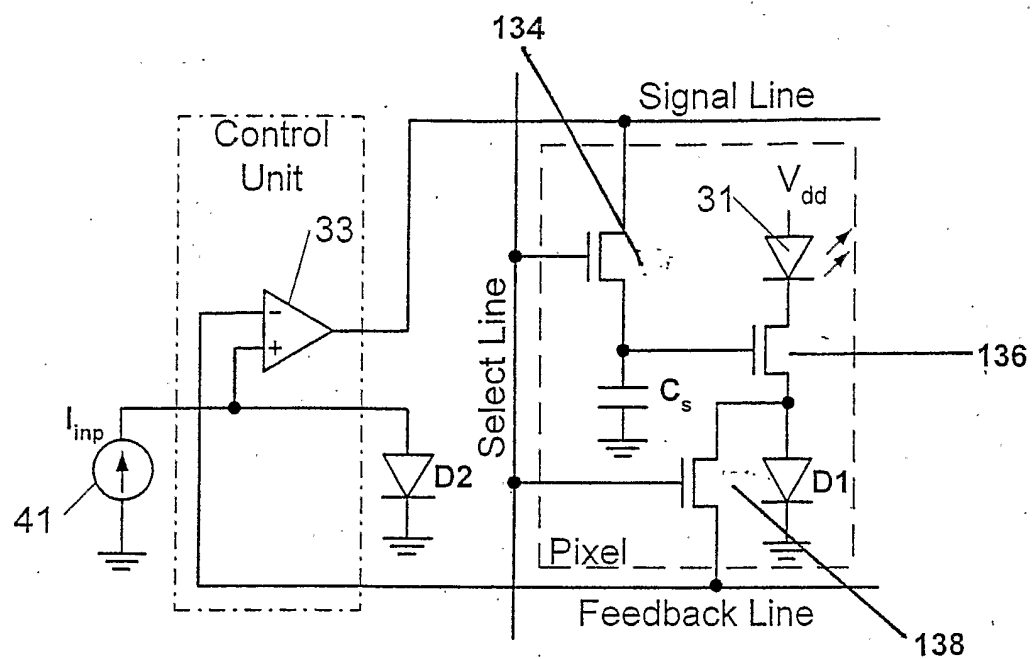 134
Signal Line
Control
Unit
V_dd
31
33
−
+
Select Line
136
C_s
I_inp
D2
D1
41
Pixel
Feedback Line
138